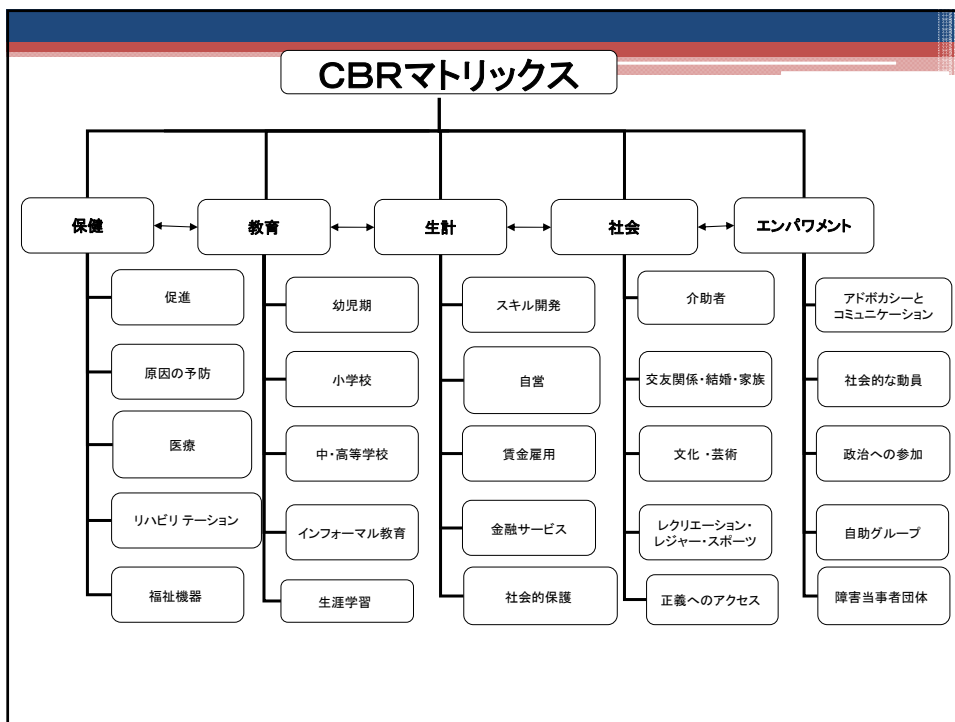 CBRマトリックス
保健
教育
生計
社会
エンパワメント
促進
原因の予防
医療
リハビリ テーション
福祉機器
幼児期
小学校
中・高等学校
インフォーマル教育
生涯学習
スキル開発
自営
賃金雇用
金融サービス
社会的保護
介助者
交友関係・結婚・家族
文化 ・芸術
レクリエーション・
レジャー・スポーツ
正義へのアクセス
アドボカシーと
コミュニケーション
社会的な動員
政治への参加
自助グループ
障害当事者団体